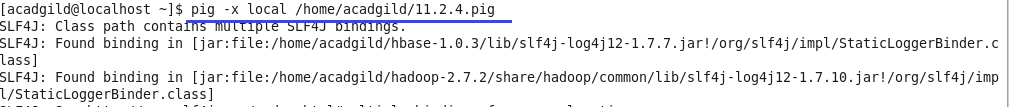 [acadgild@localhost ~]$ pig -x local /home/acadgild/11.2.4.pig
SLF4J: Class path contains multiple SLF4J bindings.
SLF4J: Found binding in [jar:file:/home/acadgild/hbase-1.0.3/lib/slf4j-log4j12-1.7.7.jar!/org/slf4j/impl/StaticLoggerBinder.c
lass]
SLF4J: Found binding in [jar:file:/home/acadgild/hadoop-2.7.2/share/hadoop/common/lib/slf4j-log4j12-1.7.10.jar!/org/slf4j/imp
l/StaticLoggerBinder.class]